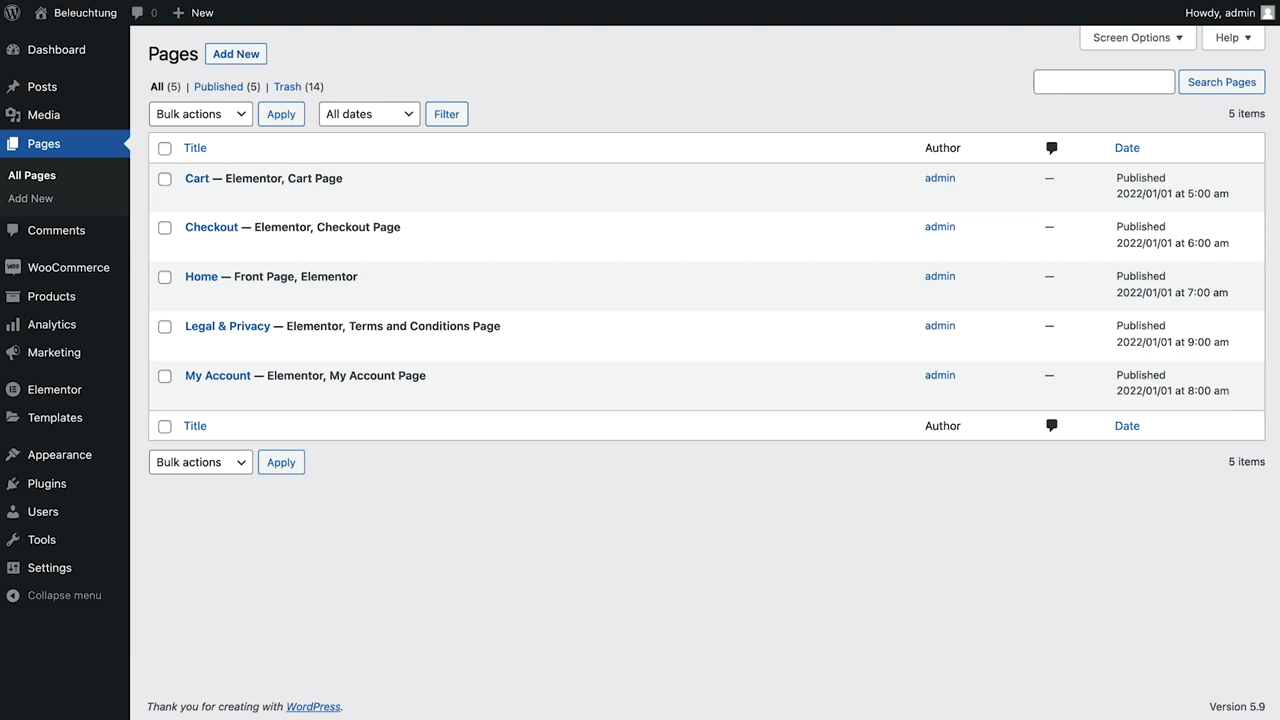 Beleuchtung 0 New Howdy, admin
Dashboard
Posts
Media
Pages
All Pages
Add New
Comments
WooCommerce
Products
Analytics
Marketing
Elementor
Templates
Appearance
Plugins
Users
Tools
Settings
Collapse menu
Screen Options Help
Pages Add New
All (5) | Published (5) | Trash (14)
Search Pages
Bulk actions Apply All dates Filter 5 items
Title Author Date
Cart — Elementor, Cart Page admin — Published
2022/01/01 at 5:00 am
Checkout — Elementor, Checkout Page admin — Published
2022/01/01 at 6:00 am
Home — Front Page, Elementor admin — Published
2022/01/01 at 7:00 am
Legal & Privacy — Elementor, Terms and Conditions Page admin — Published
2022/01/01 at 9:00 am
My Account — Elementor, My Account Page admin — Published
2022/01/01 at 8:00 am
Title Author Date
Bulk actions Apply 5 items
Thank you for creating with WordPress. Version 5.9